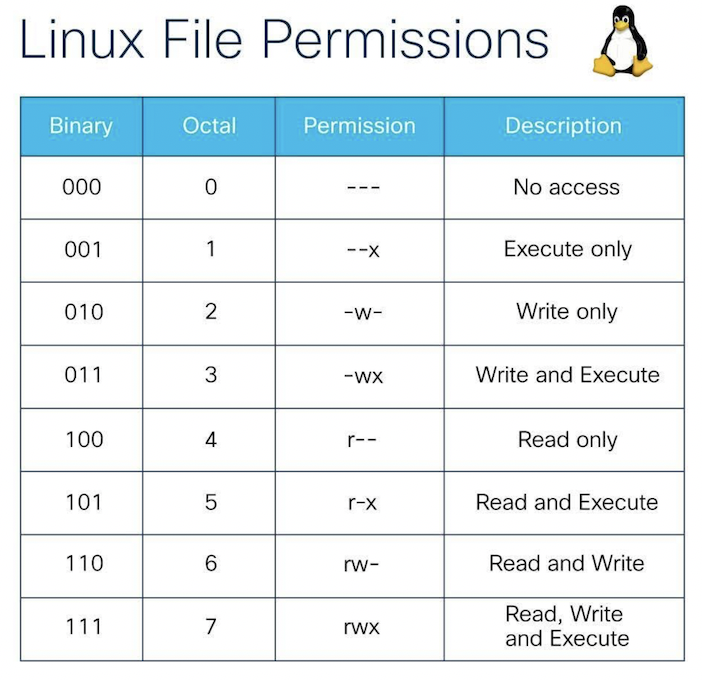 Linux File Permissions
Binary Octal Permission Description
000 0 --- No access
001 1 --x Execute only
010 2 -w- Write only
011 3 -wx Write and Execute
100 4 r-- Read only
101 5 r-x Read and Execute
110 6 rw- Read and Write
111 7 rwx Read, Write
and Execute